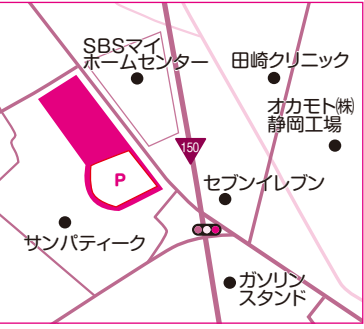 SBSマイ
ホームセンター
田崎クリニック
オカモト㈱
静岡工場
150
P
セブンイレブン
サンパティーク
ガソリン
スタンド